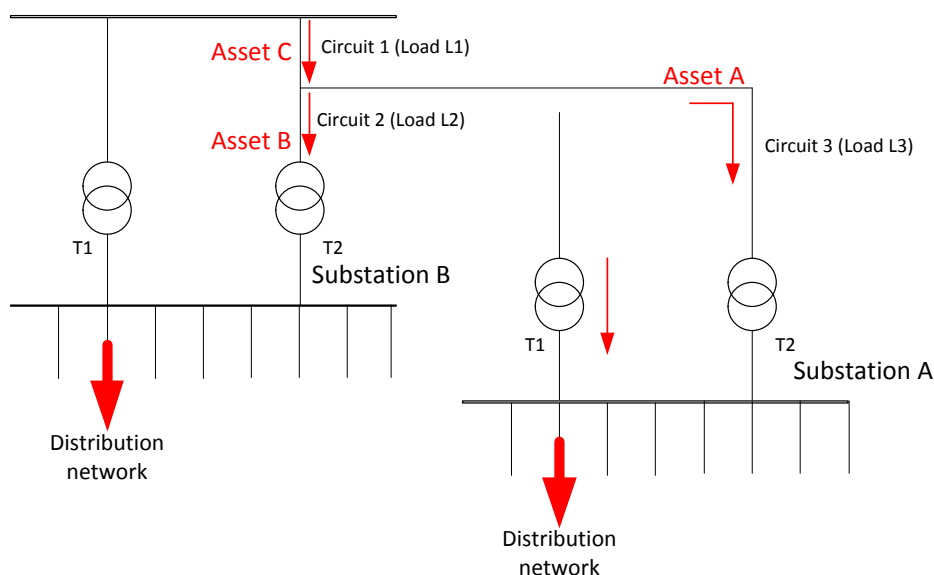 Asset C
Circuit 1 (Load L1)
Asset A
Circuit 2 (Load L2)
Asset B
Circuit 3 (Load L3)
T1
T2
Substation B
T1
T2
Substation A
Distribution
network
Distribution
network